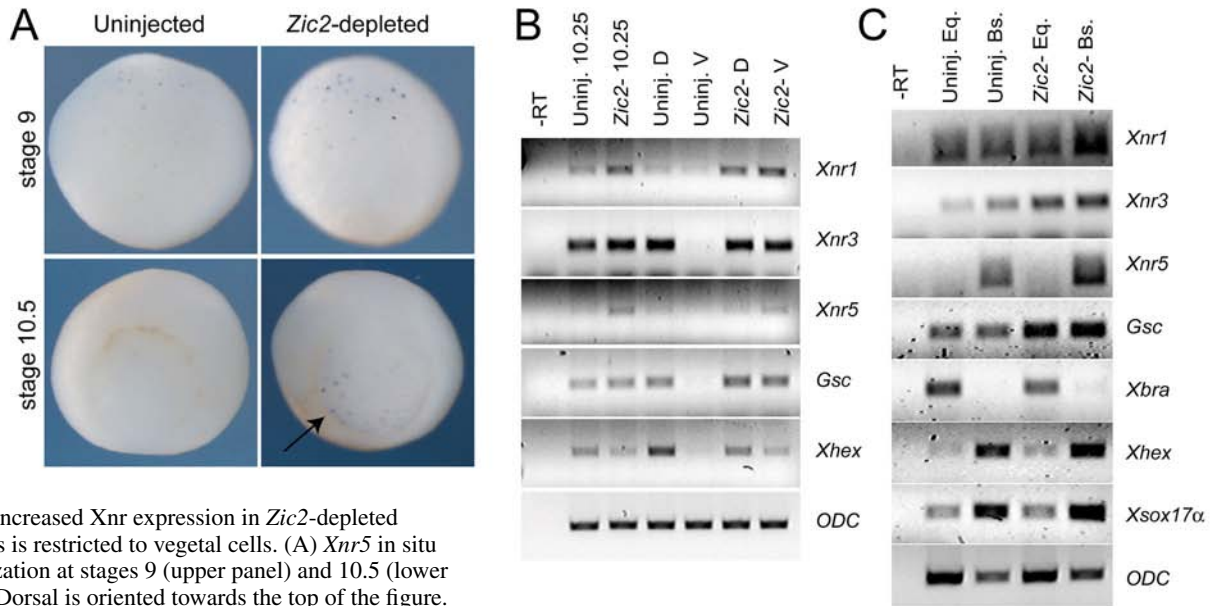 A
Uninjected
Zic2-depleted
stage 9
stage 10.5
B
-RT
Uninj. 10.25
Zic2- 10.25
Uninj. D
Uninj. V
Zic2- D
Zic2- V
Xnr1
Xnr3
Xnr5
Gsc
Xhex
ODC
C
-RT
Uninj. Eq.
Uninj. Bs.
Zic2- Eq.
Zic2- Bs.
Xnr1
Xnr3
Xnr5
Gsc
Xbra
Xhex
Xsox17α
ODC
increased Xnr expression in Zic2-depleted
s is restricted to vegetal cells. (A) Xnr5 in situ
zation at stages 9 (upper panel) and 10.5 (lower
Dorsal is oriented towards the top of the figure.